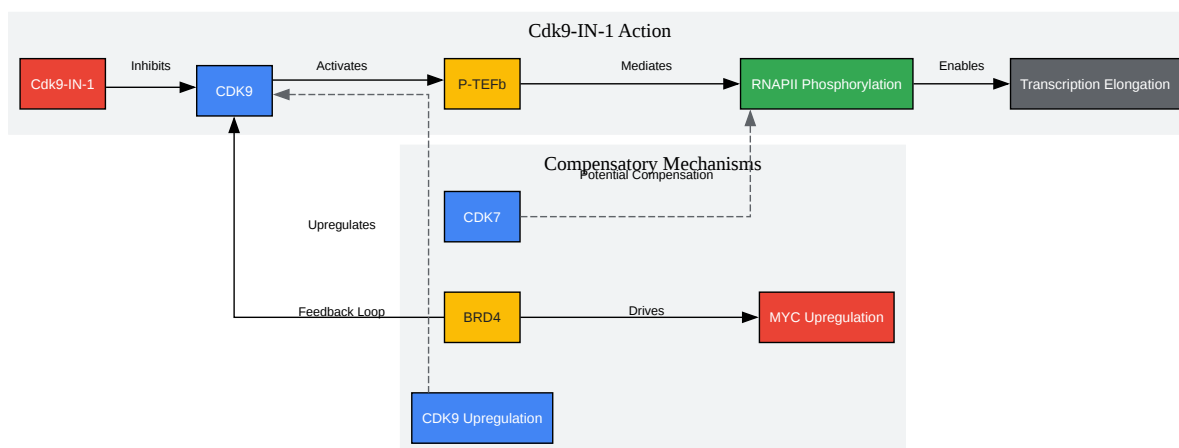 Cdk9-IN-1 Action
Cdk9-IN-1
Inhibits
CDK9
Activates
P-TEFb
Mediates
RNAPII Phosphorylation
Enables
Transcription Elongation
Compensatory Mechanisms
Potential Compensation
CDK7
Upregulates
Feedback Loop
BRD4
Drives
MYC Upregulation
CDK9 Upregulation